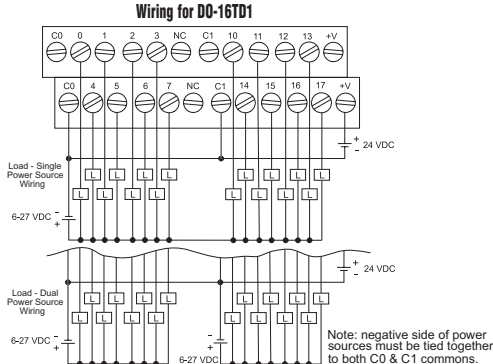 Wiring for DO-16TD1
C0 0 1 2 3 NC C1 10 11 12 13 +V
C0 4 5 6 7 NC C1 14 15 16 17 +V
+
-
24 VDC
Load - Single
Power Source
Wiring
L L L L L L L L
L L L L L L L L
6-27 VDC
-
+
+
-
24 VDC
Load - Dual
Power Source
Wiring
L L L L L L L L
L L L L L L L L
6-27 VDC
-
+
6-27 VDC
-
+
Note: negative side of power
sources must be tied together
to both C0 & C1 commons.